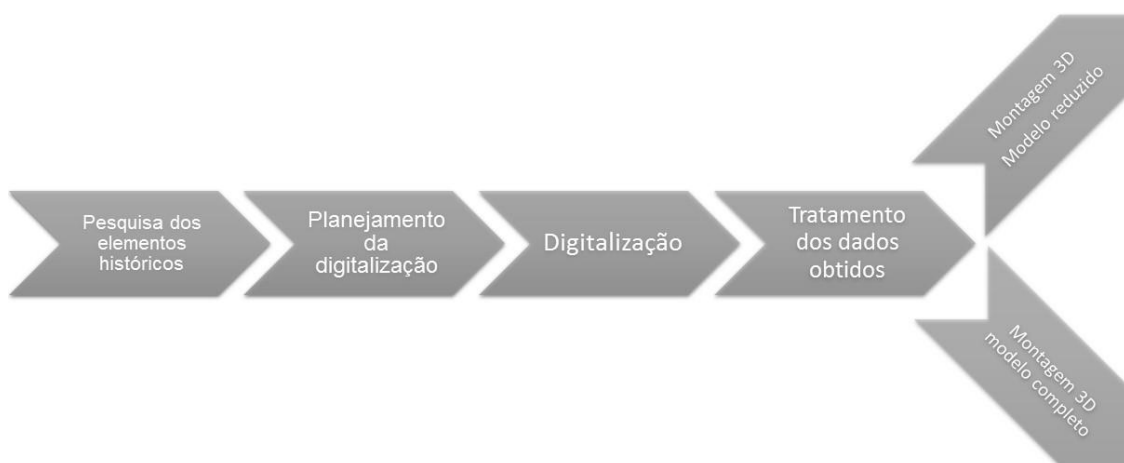 Pesquisa dos
elementos
históricos
Planejamento
da
digitalização
Digitalização
Tratamento
dos dados
obtidos
Montagem 3D
Modelo reduzido
Montagem 3D
modelo completo